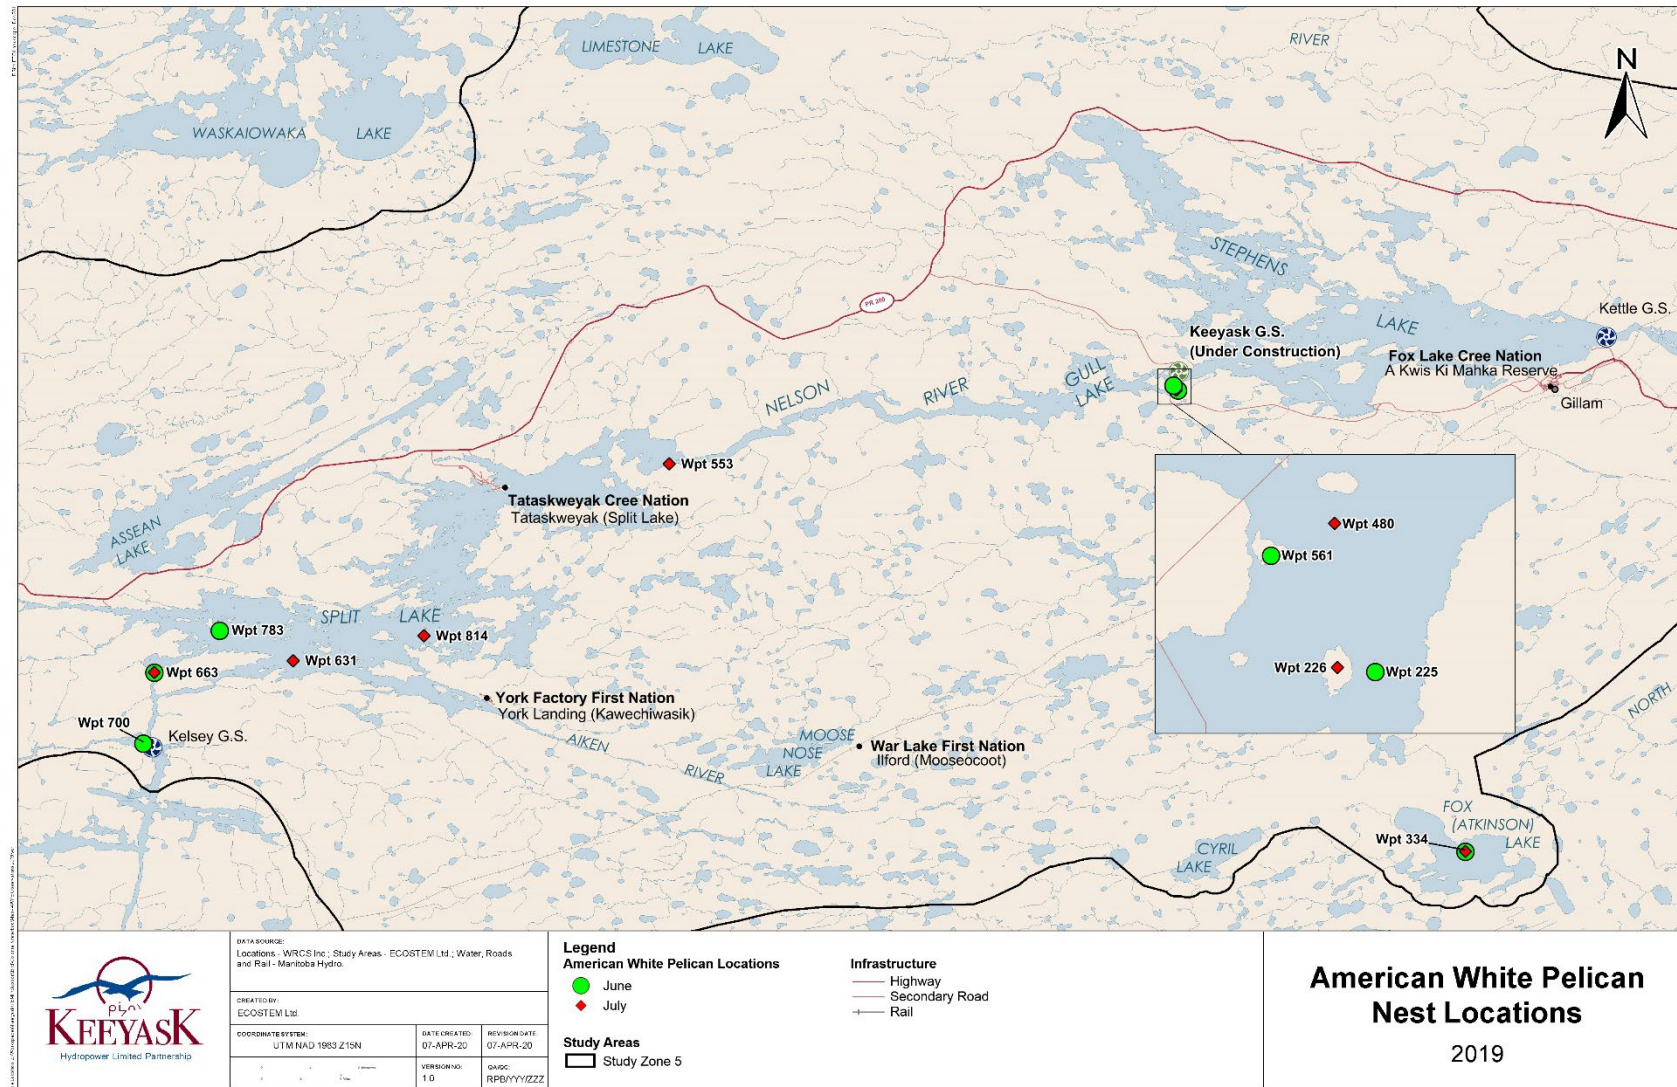 LIMESTONE LAKE
RIVER
N
WASKAIOWAKA LAKE
STEPHENS
LAKE
PR 280
Kettle G.S.
Keeyask G.S.
(Under Construction)
Fox Lake Cree Nation
A Kwis Ki Mahka Reserve
Gillam
GULL
LAKE
NELSON
RIVER
Wpt 553
Tataskweyak Cree Nation
Tataskweyak (Split Lake)
ASSEAN
LAKE
Wpt 480
Wpt 561
Wpt 226
Wpt 225
SPLIT LAKE
Wpt 783
Wpt 814
Wpt 631
Wpt 663
York Factory First Nation
York Landing (Kawechiwasik)
Wpt 700
Kelsey G.S.
AIKEN
RIVER
MOOSE
NOSE
LAKE
War Lake First Nation
Ilford (Mooseocoot)
NORTH
FOX
(ATKINSON)
LAKE
Wpt 334
CYRIL
LAKE
KEEYASK
Hydropower Limited Partnership
DATA SOURCE:
Locations - WRCS Inc.; Study Areas - ECOSTEM Ltd.; Water, Roads
and Rail - Manitoba Hydro.
CREATED BY:
ECOSTEM Ltd.
COORDINATE SYSTEM:
UTM NAD 1983 Z15N
DATE CREATED:
07-APR-20
REVISION DATE:
07-APR-20
VERSION NO:
1.0
QA/QC:
RPB/YYY/ZZZ
Legend
American White Pelican Locations
June
July
Study Areas
Study Zone 5
Infrastructure
Highway
Secondary Road
Rail
American White Pelican
Nest Locations
2019